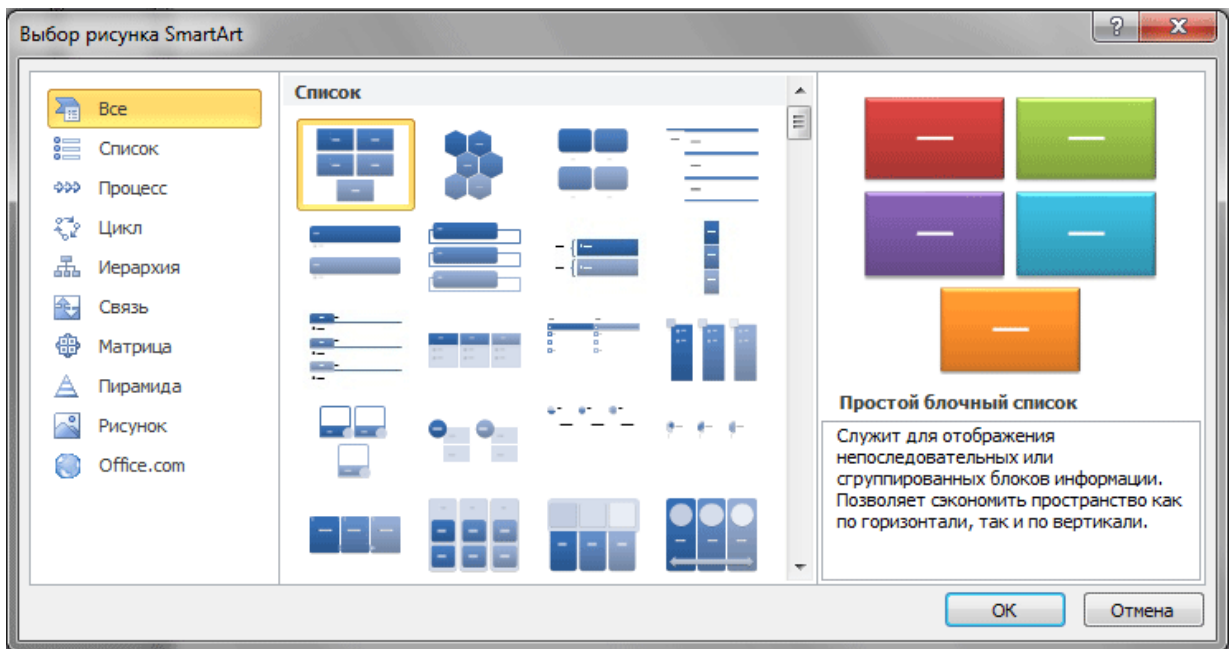 Выбор рисунка SmartArt
Все
Список
Процесс
Цикл
Иерархия
Связь
Матрица
Пирамида
Рисунок
Office.com
Список
Простой блочный список
Служит для отображения
непоследовательных или
сгруппированных блоков информации.
Позволяет сэкономить пространство как
по горизонтали, так и по вертикали.
ОК
Отмена